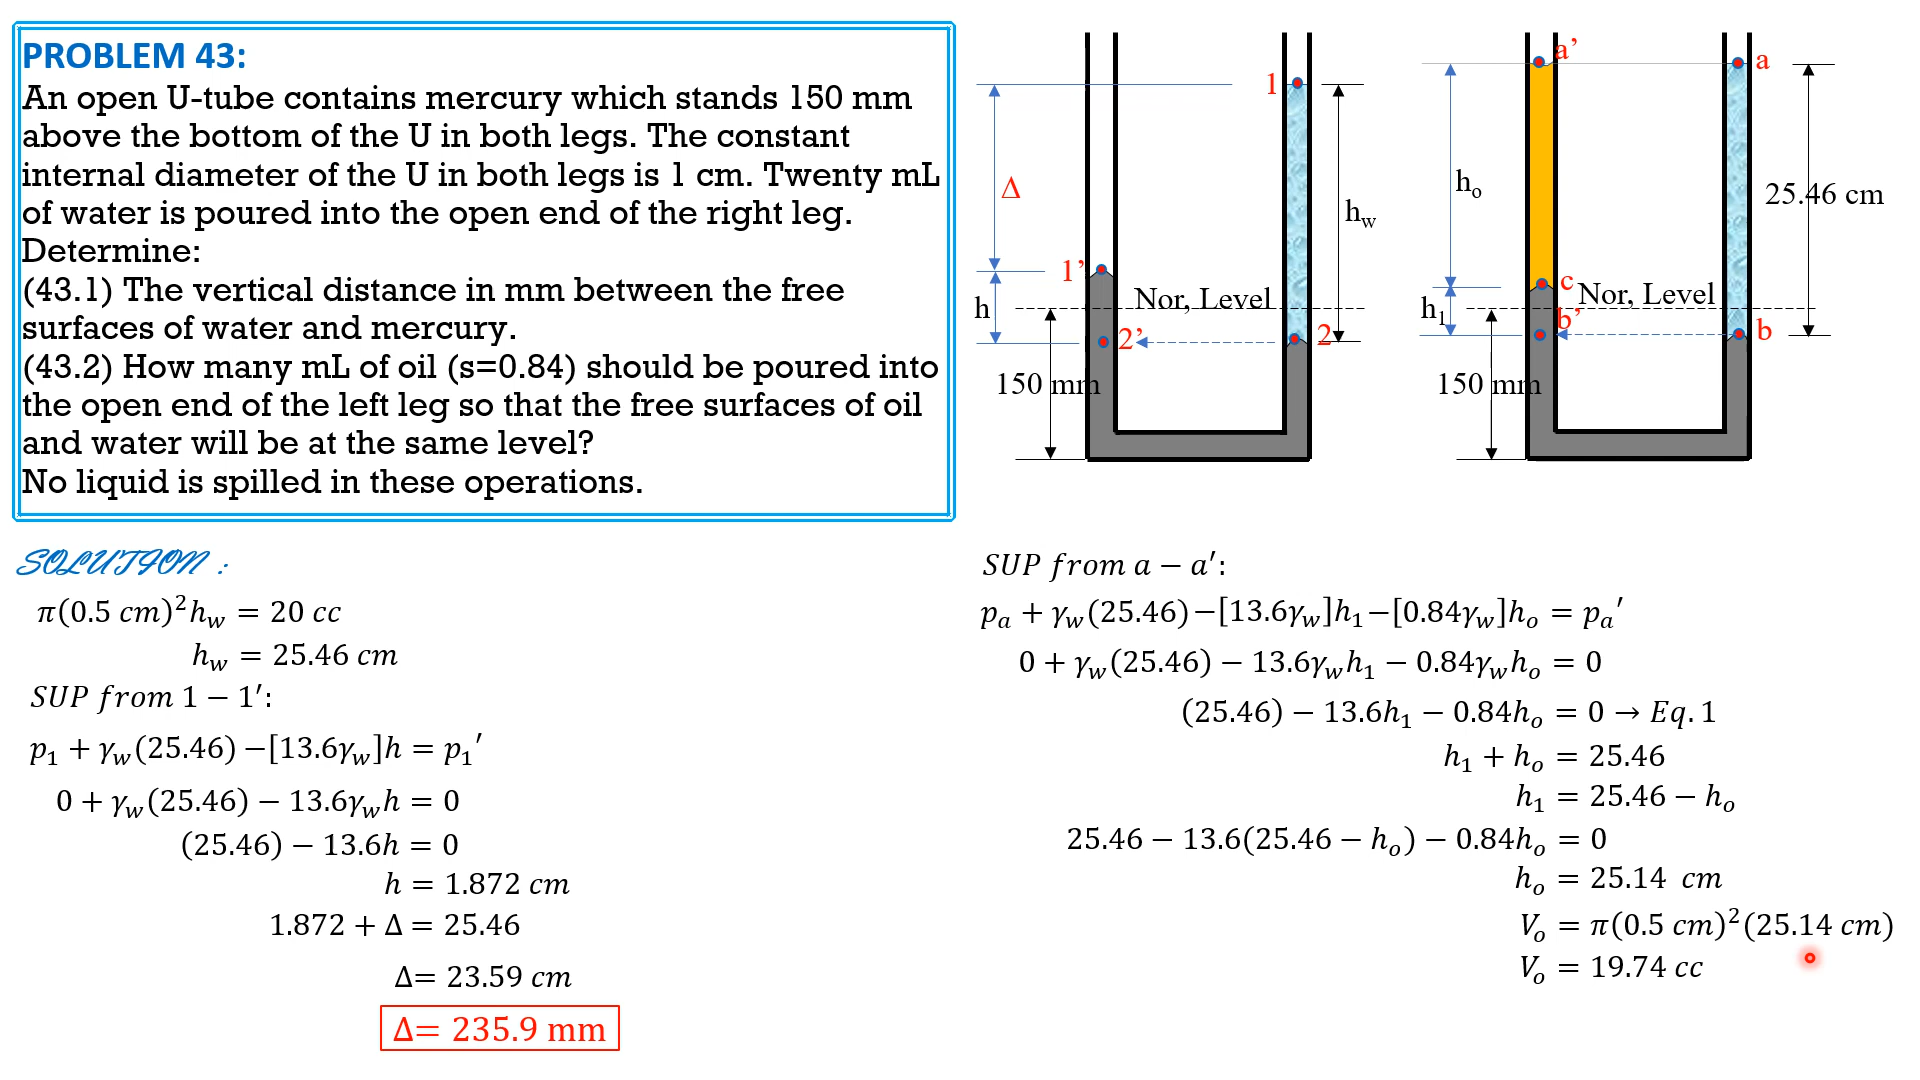 PROBLEM 43:
An open U-tube contains mercury which stands 150 mm
above the bottom of the U in both legs. The constant
internal diameter of the U in both legs is 1 cm. Twenty mL
of water is poured into the open end of the right leg.
Determine:
(43.1) The vertical distance in mm between the free
surfaces of water and mercury.
(43.2) How many mL of oil (s=0.84) should be poured into
the open end of the left leg so that the free surfaces of oil
and water will be at the same level?
No liquid is spilled in these operations.
1
Δ
h_w
1'
h
Nor, Level
2'
2
150 mm
a'
a
h_o
25.46 cm
c
Nor, Level
h_1
b'
b
150 mm
SOLUTION :
π(0.5 cm)²h_w = 20 cc
h_w = 25.46 cm
SUP from 1 − 1′:
p_1 + γ_w(25.46) −[13.6γ_w]h = p_1′
0 + γ_w(25.46) − 13.6γ_wh = 0
(25.46) − 13.6h = 0
h = 1.872 cm
1.872 + Δ = 25.46
Δ= 23.59 cm
Δ= 235.9 mm
SUP from a − a′:
p_a + γ_w(25.46)−[13.6γ_w]h_1−[0.84γ_w]h_o = p_a′
0 + γ_w(25.46) − 13.6γ_wh_1 − 0.84γ_wh_o = 0
(25.46) − 13.6h_1 − 0.84h_o = 0 → Eq. 1
h_1 + h_o = 25.46
h_1 = 25.46 − h_o
25.46 − 13.6(25.46 − h_o) − 0.84h_o = 0
h_o = 25.14 cm
V_o = π(0.5 cm)²(25.14 cm)
V_o = 19.74 cc